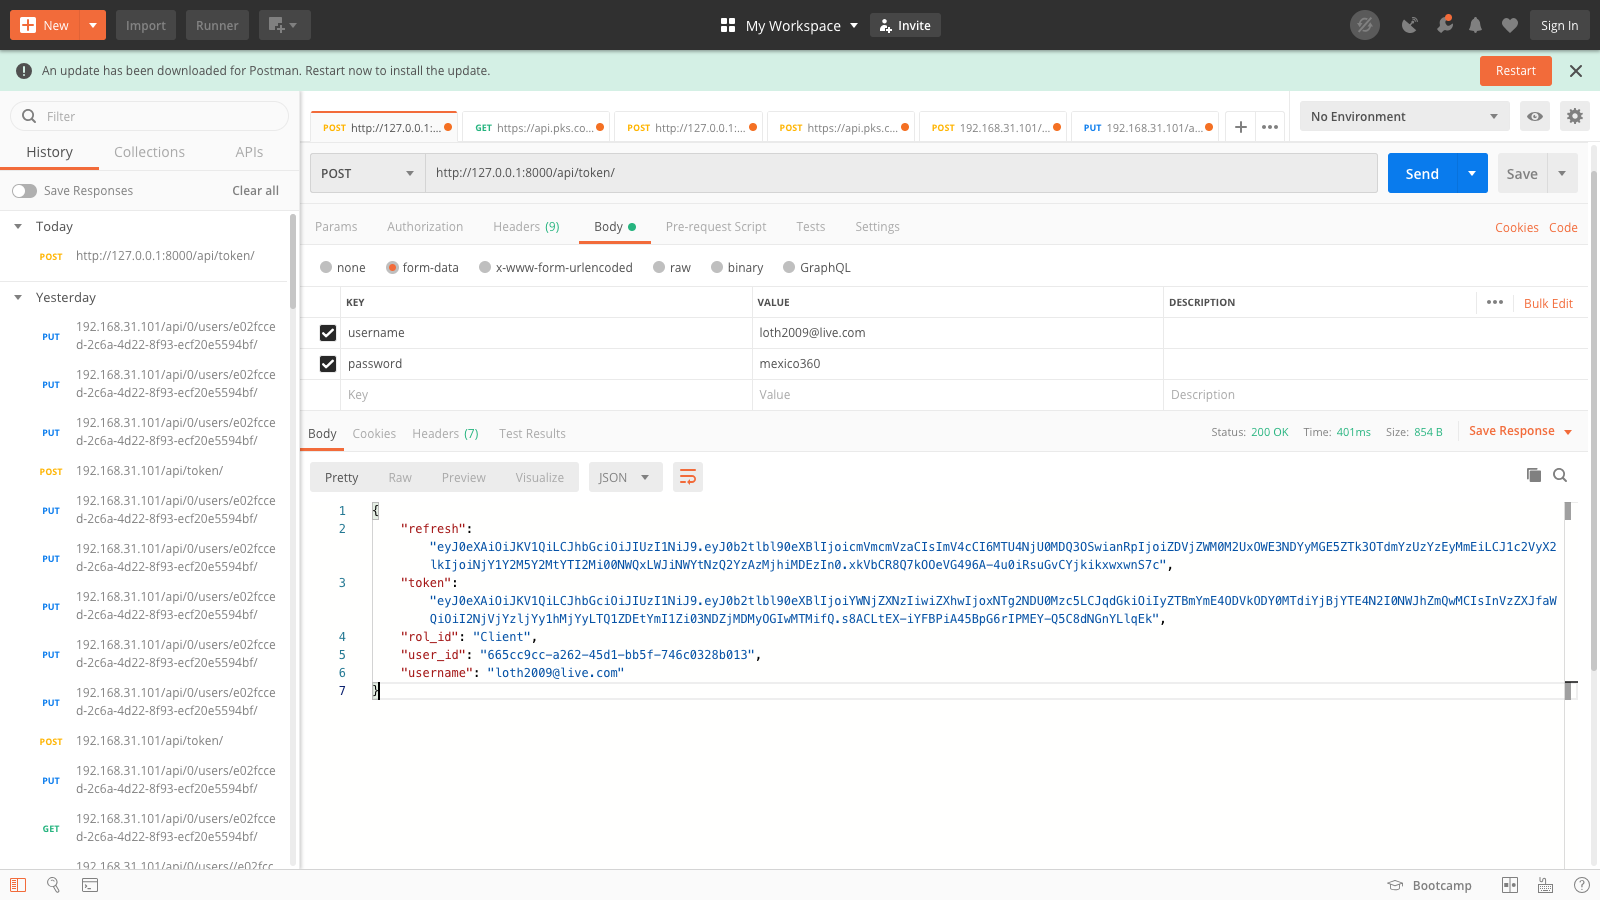 New
Import
Runner
My Workspace
Invite
Sign In
An update has been downloaded for Postman. Restart now to install the update.
Restart
Filter
History
Collections
APIs
Save Responses
Clear all
Today
POST http://127.0.0.1:8000/api/token/
Yesterday
PUT 192.168.31.101/api/0/users/e02fcce
d-2c6a-4d22-8f93-ecf20e5594bf/
PUT 192.168.31.101/api/0/users/e02fcce
d-2c6a-4d22-8f93-ecf20e5594bf/
PUT 192.168.31.101/api/0/users/e02fcce
d-2c6a-4d22-8f93-ecf20e5594bf/
POST 192.168.31.101/api/token/
PUT 192.168.31.101/api/0/users/e02fcce
d-2c6a-4d22-8f93-ecf20e5594bf/
PUT 192.168.31.101/api/0/users/e02fcce
d-2c6a-4d22-8f93-ecf20e5594bf/
PUT 192.168.31.101/api/0/users/e02fcce
d-2c6a-4d22-8f93-ecf20e5594bf/
PUT 192.168.31.101/api/0/users/e02fcce
d-2c6a-4d22-8f93-ecf20e5594bf/
PUT 192.168.31.101/api/0/users/e02fcce
d-2c6a-4d22-8f93-ecf20e5594bf/
POST 192.168.31.101/api/token/
PUT 192.168.31.101/api/0/users/e02fcce
d-2c6a-4d22-8f93-ecf20e5594bf/
GET 192.168.31.101/api/0/users/e02fcce
d-2c6a-4d22-8f93-ecf20e5594bf/
192.168.31.101/api/0/users//e02fcc
POST http://127.0.0.1:...
GET https://api.pks.co...
POST http://127.0.0.1:...
POST https://api.pks.c...
POST 192.168.31.101/...
PUT 192.168.31.101/a...
No Environment
POST
http://127.0.0.1:8000/api/token/
Send
Save
Params
Authorization
Headers (9)
Body
Pre-request Script
Tests
Settings
Cookies
Code
none
form-data
x-www-form-urlencoded
raw
binary
GraphQL
KEY
VALUE
DESCRIPTION
Bulk Edit
username
loth2009@live.com
password
mexico360
Key
Value
Description
Body
Cookies
Headers (7)
Test Results
Status: 200 OK
Time: 401ms
Size: 854 B
Save Response
Pretty
Raw
Preview
Visualize
JSON
1 {
2 "refresh":
"eyJ0eXAiOiJKV1QiLCJhbGciOiJIUzI1NiJ9.eyJ0b2tlbl90eXBlIjoicmVmcmVzaCIsImV4cCI6MTU4NjU0MDQ3OSwianRpIjoiZDVjZWM0M2UxOWE3NDYyMGE5ZTk3OTdmYzUzYzEyMmEiLCJ1c2VyX2
lkIjoiNjY1Y2M5Y2MtYTI2Mi00NWQxLWJiNWYtNzQ2YzAzMjhiMDEzIn0.xkVbCR8Q7kOOeVG496A-4u0iRsuGvCYjkikxwxwnS7c",
3 "token":
"eyJ0eXAiOiJKV1QiLCJhbGciOiJIUzI1NiJ9.eyJ0b2tlbl90eXBlIjoiYWNjZXNzIiwiZXhwIjoxNTg2NDU0Mzc5LCJqdGkiOiIyZTBmYmE4ODVkODY0MTdiYjBjYTE4N2I0NWJhZmQwMCIsInVzZXJfaW
QiOiI2NjVjYzljYy1hMjYyLTQ1ZDEtYmI1Zi03NDZjMDMyOGIwMTMifQ.s8ACLtEX-iYFBPiA45BpG6rIPMEY-Q5C8dNGnYLlqEk",
4 "rol_id": "Client",
5 "user_id": "665cc9cc-a262-45d1-bb5f-746c0328b013",
6 "username": "loth2009@live.com"
7 }
Bootcamp